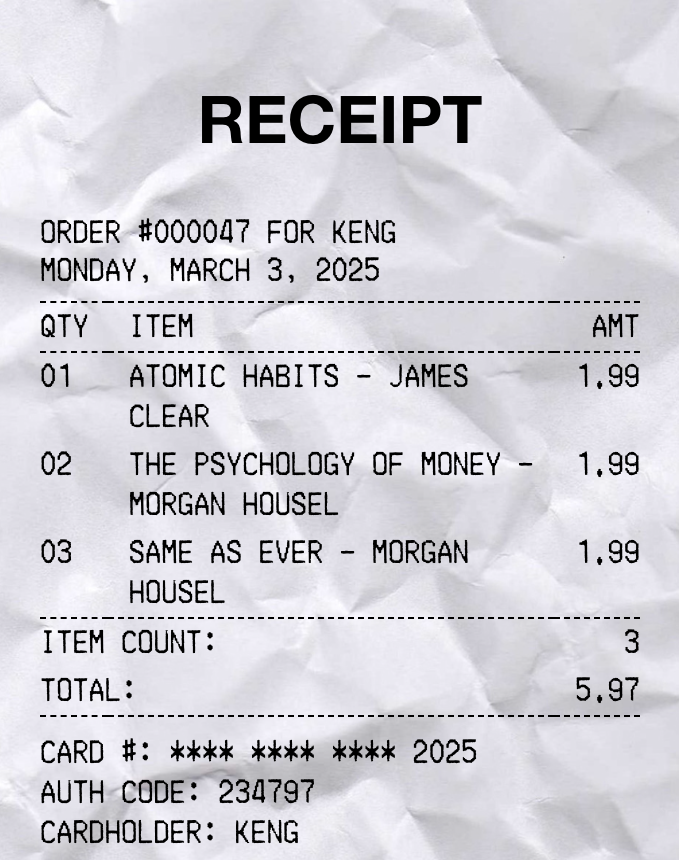 RECEIPT
ORDER #000047 FOR KENG
MONDAY, MARCH 3, 2025
QTY ITEM AMT
01 ATOMIC HABITS - JAMES 1.99
CLEAR
02 THE PSYCHOLOGY OF MONEY - 1.99
MORGAN HOUSEL
03 SAME AS EVER - MORGAN 1.99
HOUSEL
ITEM COUNT: 3
TOTAL: 5.97
CARD #: **** **** **** 2025
AUTH CODE: 234797
CARDHOLDER: KENG